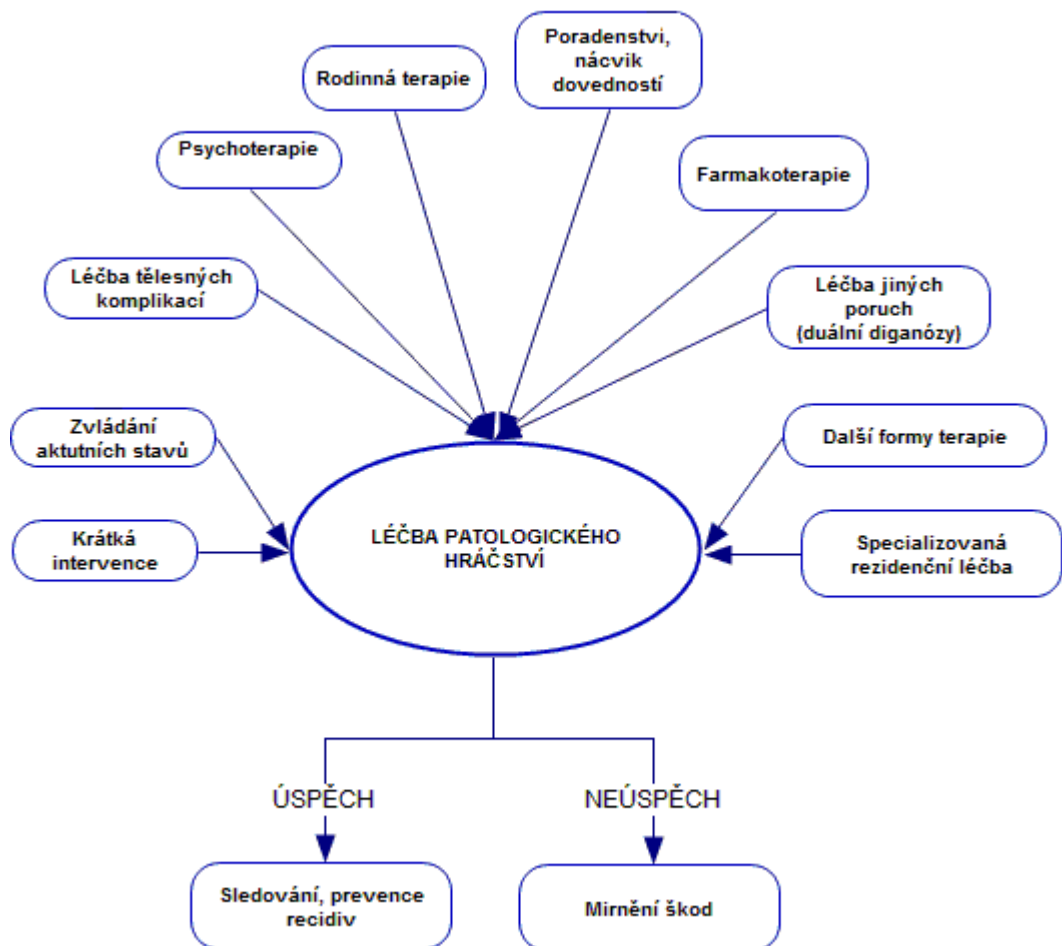 Poradenstvi,
nácvik
dovedností
Rodinná terapie
Psychoterapie
Farmakoterapie
Léčba tělesných
komplikací
Léčba jiných
poruch
(duální diganózy)
Zvládání
aktutních stavů
Další formy terapie
Krátká
intervence
LÉČBA PATOLOGICKÉHO
HRÁČSTVÍ
Specializovaná
rezidenční léčba
ÚSPĚCH
NEÚSPĚCH
Sledování, prevence
recidiv
Mirnění škod